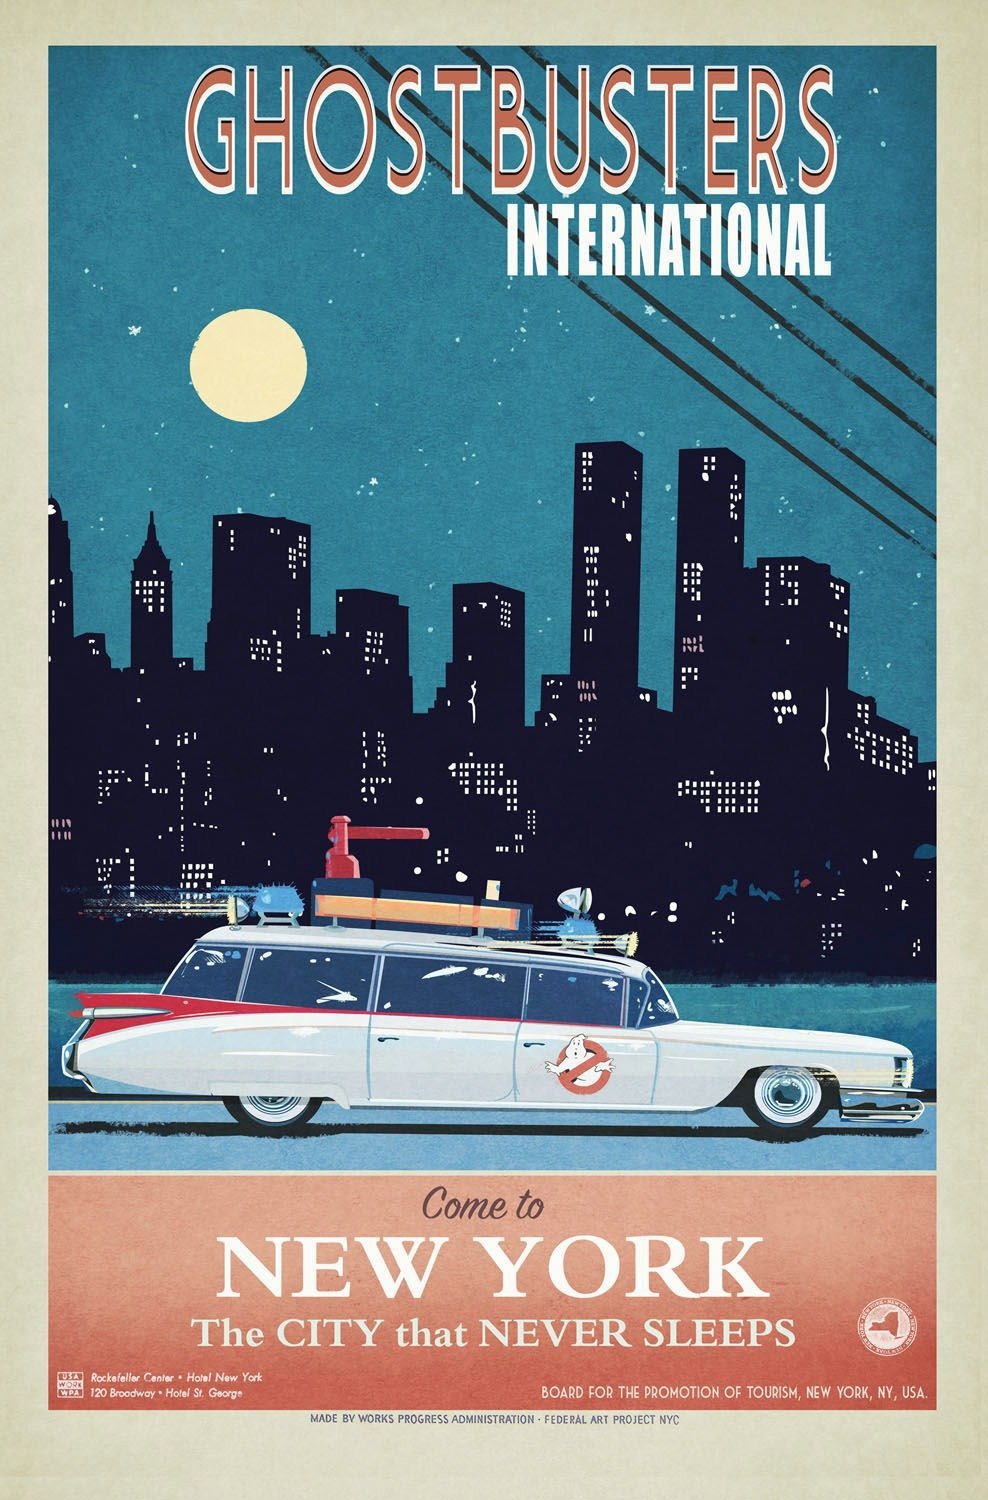 GHOSTBUSTERS
INTERNATIONAL
Come to
NEW YORK
The CITY that NEVER SLEEPS
NEW YORK
USA
WORK
WPA
Rockefeller Center • Hotel New York
120 Broadway • Hotel St. George
BOARD FOR THE PROMOTION OF TOURISM, NEW YORK, NY, USA.
MADE BY WORKS PROGRESS ADMINISTRATION · FEDERAL ART PROJECT NYC